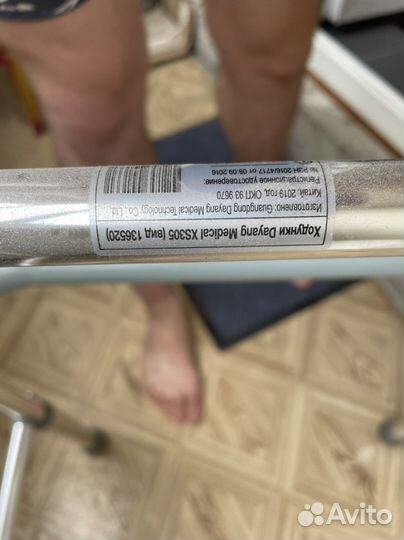 Ходунки Dayang Medical XS305 (вид 136520)
Изготовлено: Guangdong Dayang Medical Technology Co., Ltd.,
Китай, 2019 год, ОКП 93 9670
Регистрационное удостоверение:
№ РЗН 2016/4717 от 08.09.2016
Avito